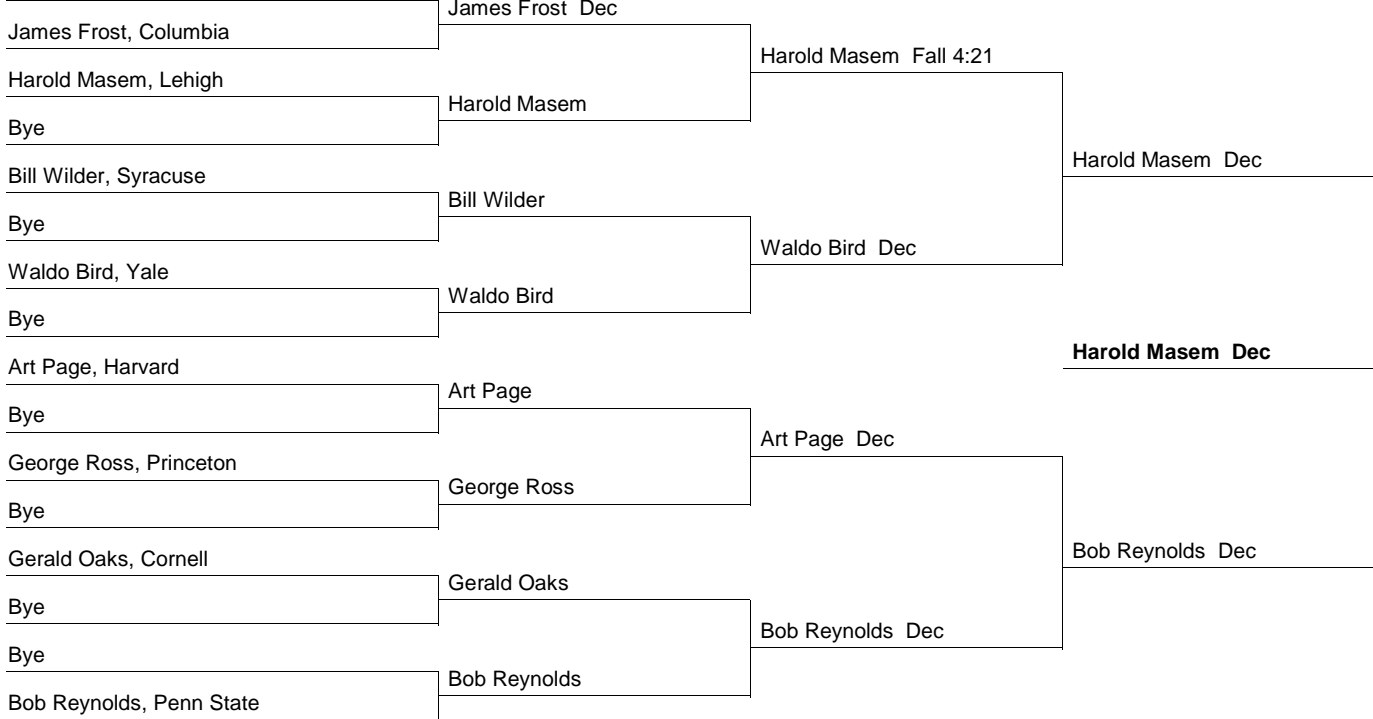 James Frost Dec
James Frost, Columbia
Harold Masem Fall 4:21
Harold Masem, Lehigh
Harold Masem
Bye
Harold Masem Dec
Bill Wilder, Syracuse
Bill Wilder
Bye
Waldo Bird Dec
Waldo Bird, Yale
Waldo Bird
Bye
Harold Masem Dec
Art Page, Harvard
Art Page
Bye
Art Page Dec
George Ross, Princeton
George Ross
Bye
Bob Reynolds Dec
Gerald Oaks, Cornell
Gerald Oaks
Bye
Bob Reynolds Dec
Bye
Bob Reynolds
Bob Reynolds, Penn State